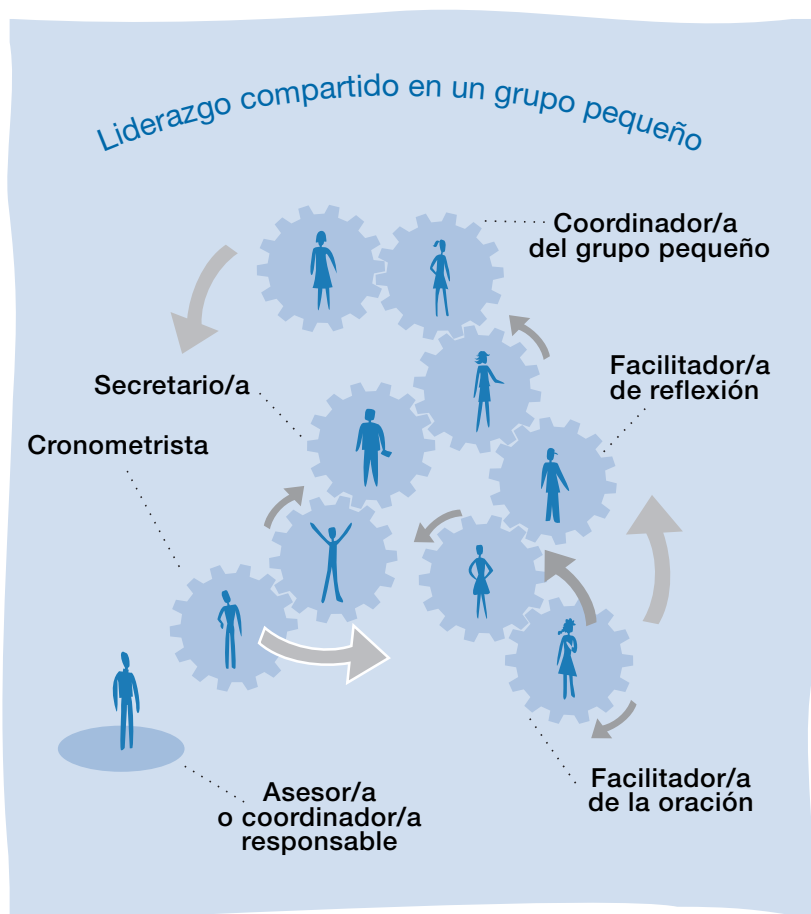 Liderazgo compartido en un grupo pequeño
Coordinador/a
del grupo pequeño
Secretario/a
Facilitador/a
de reflexión
Cronometrista
Asesor/a
o coordinador/a
responsable
Facilitador/a
de la oración